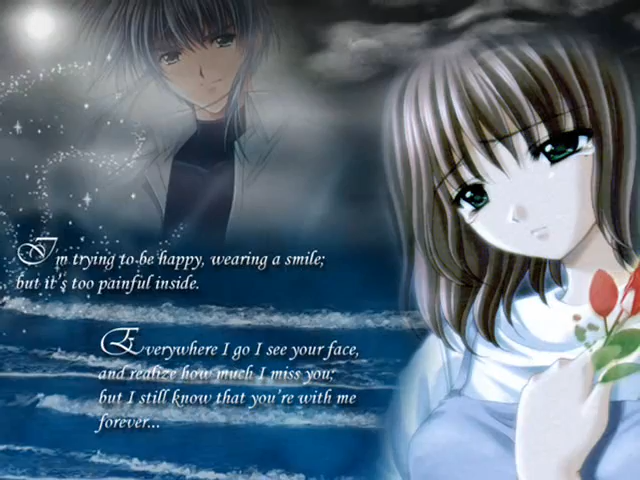 I'm trying to be happy, wearing a smile;
but it's too painful inside.
Everywhere I go I see your face,
and realize how much I miss you;
but I still know that you're with me
forever...